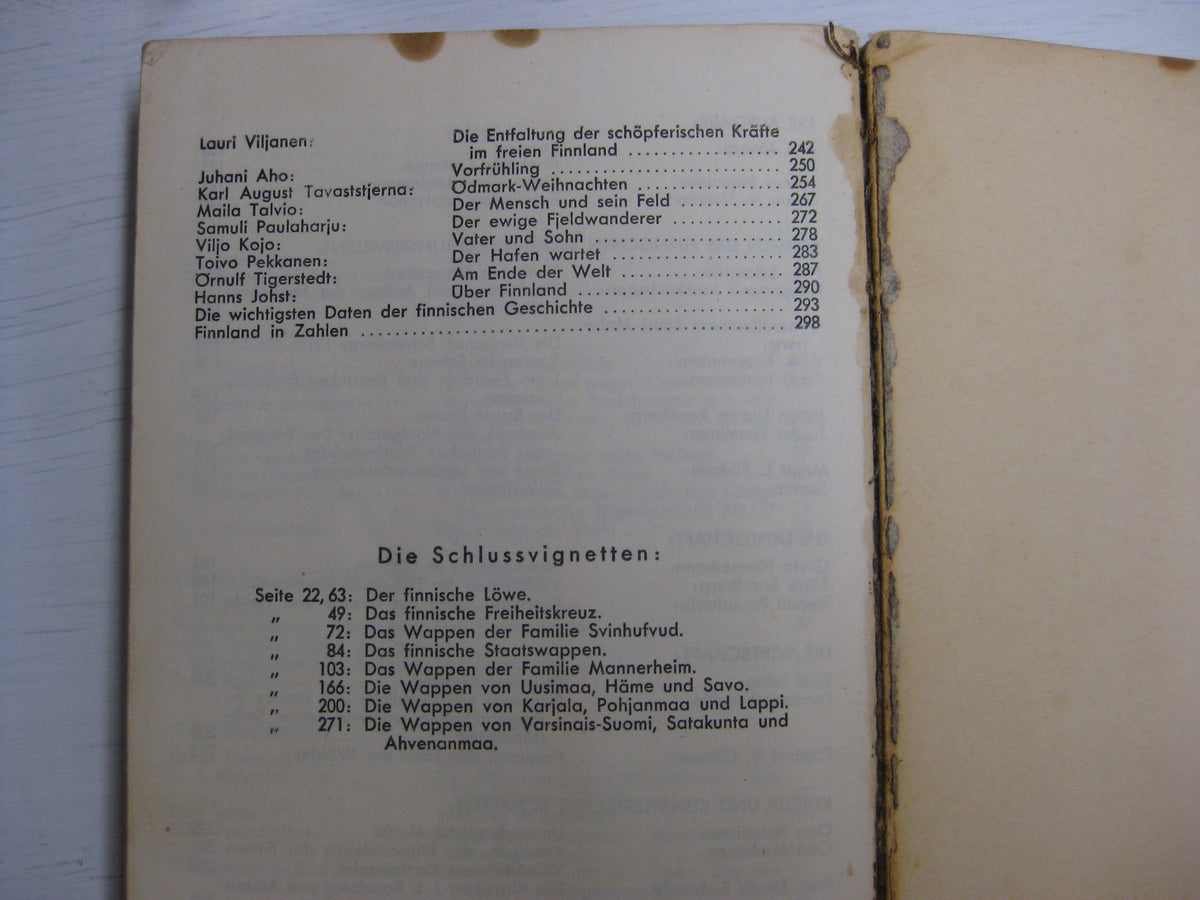 Lauri Viljanen: Die Entfaltung der schöpferischen Kräfte
im freien Finnland .................. 242
Juhani Aho: Vorfrühling .......................... 250
Karl August Tavaststjerna: Ödmark-Weihnachten ................ 254
Maila Talvio: Der Mensch und sein Feld ............ 267
Samuli Paulaharju: Der ewige Fjeldwanderer ............ 272
Viljo Kojo: Vater und Sohn ...................... 278
Toivo Pekkanen: Der Hafen wartet .................... 283
Örnulf Tigerstedt: Am Ende der Welt .................. 287
Hanns Johst: Über Finnland ........................ 290
Die wichtigsten Daten der finnischen Geschichte .................... 293
Finnland in Zahlen .................................................. 298
Die Schlussvignetten:
Seite 22, 63: Der finnische Löwe.
„ 49: Das finnische Freiheitskreuz.
„ 72: Das Wappen der Familie Svinhufvud.
„ 84: Das finnische Staatswappen.
„ 103: Das Wappen der Familie Mannerheim.
„ 166: Die Wappen von Uusimaa, Häme und Savo.
„ 200: Die Wappen von Karjala, Pohjanmaa und Lappi.
„ 271: Die Wappen von Varsinais-Suomi, Satakunta und
Ahvenanmaa.